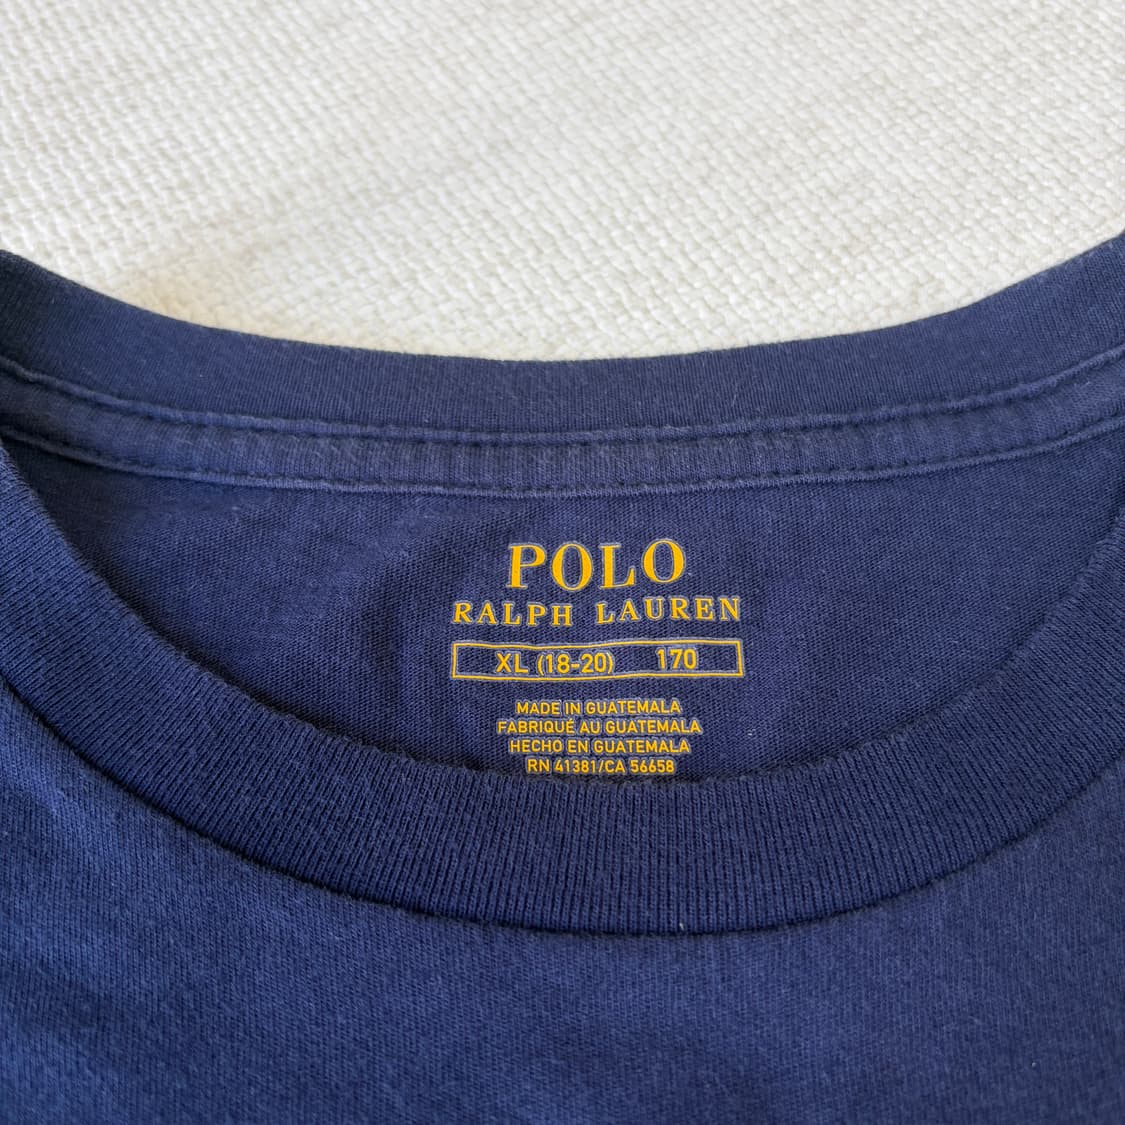 POLO
RALPH LAUREN
XL (18-20) 170
MADE IN GUATEMALA
FABRIQUÉ AU GUATEMALA
HECHO EN GUATEMALA
RN 41381/CA 56658